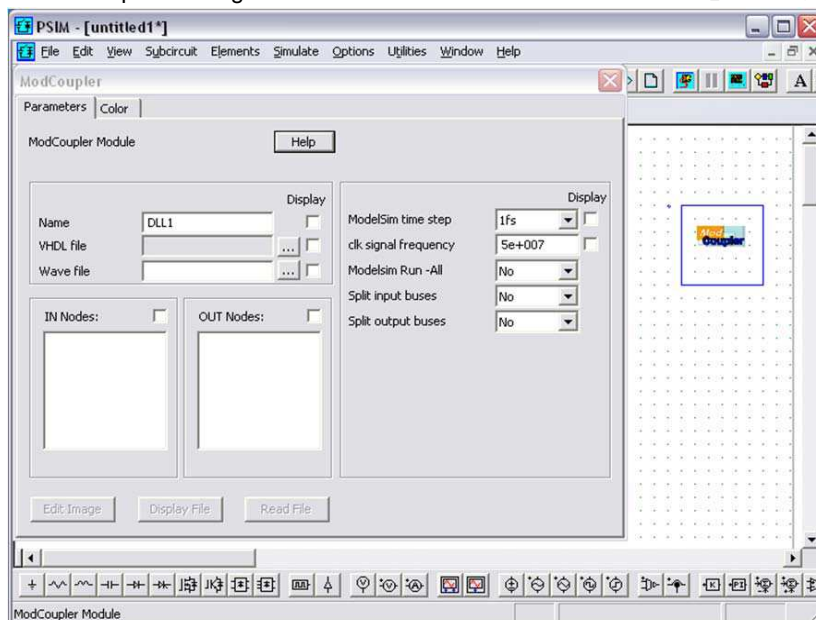 PSIM - [untitled1*]
File Edit View Subcircuit Elements Simulate Options Utilities Window Help
ModCoupler
A
Parameters Color
ModCoupler Module Help
Display
Name DLL1
VHDL file ...
Wave file ...
IN Nodes: OUT Nodes:
Display
ModelSim time step 1fs
clk signal frequency 5e+007
Modelsim Run -All No
Split input buses No
Split output buses No
Mod
Coupler
Edit Image Display File Read File
V V A
K PI
ModCoupler Module